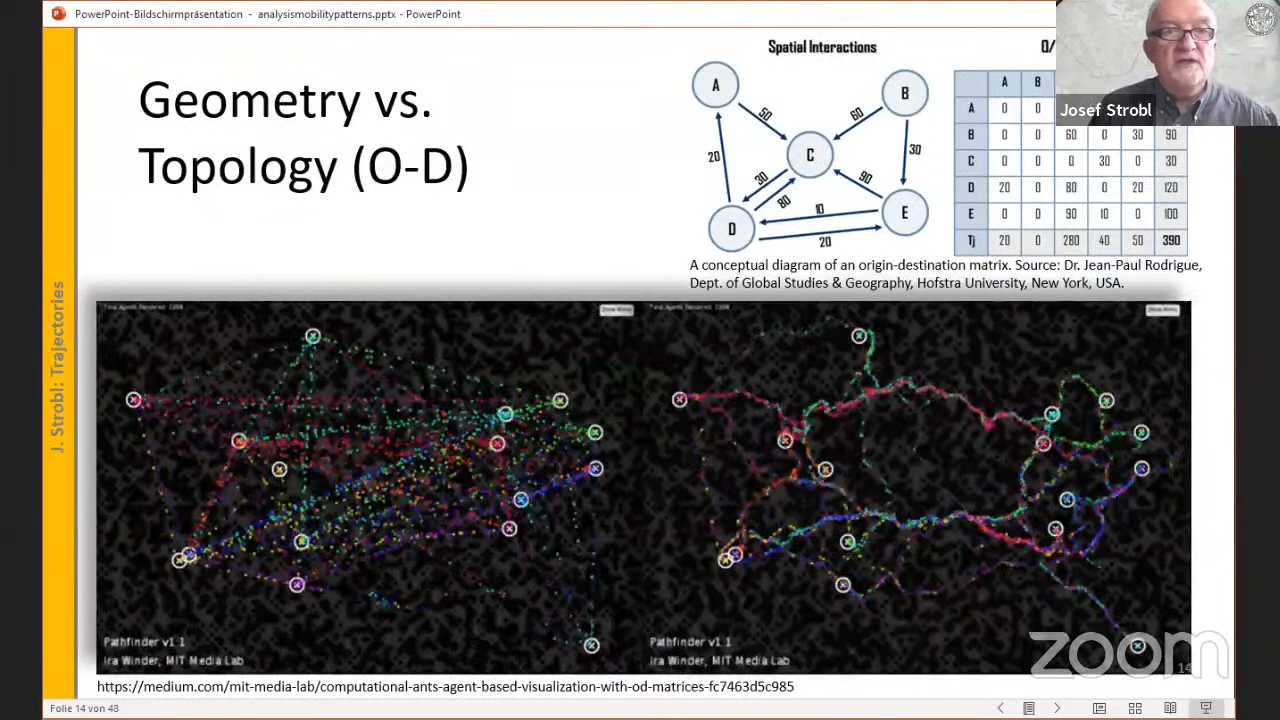 PowerPoint-Bildschirmpräsentation - analysismobilitypatterns.pptx - PowerPoint
Josef Strobl
Geometry vs.
Topology (O-D)
Spatial Interactions
O/
A
B
C
D
E
50
60
20
30
30
80
90
10
20
A B
A 0 0
B 0 0 60 0 30 90
C 0 0 0 30 0 30
D 20 0 80 0 20 120
E 0 0 90 10 0 100
Tj 20 0 280 40 50 390
A conceptual diagram of an origin-destination matrix. Source: Dr. Jean-Paul Rodrigue,
Dept. of Global Studies & Geography, Hofstra University, New York, USA.
J. Strobl: Trajectories
Pathfinder v1.1
Ira Winder, MIT Media Lab
Pathfinder v1.1
Ira Winder, MIT Media Lab
zoom
14
https://medium.com/mit-media-lab/computational-ants-agent-based-visualization-with-od-matrices-fc7463d5c985
Folie 14 von 48